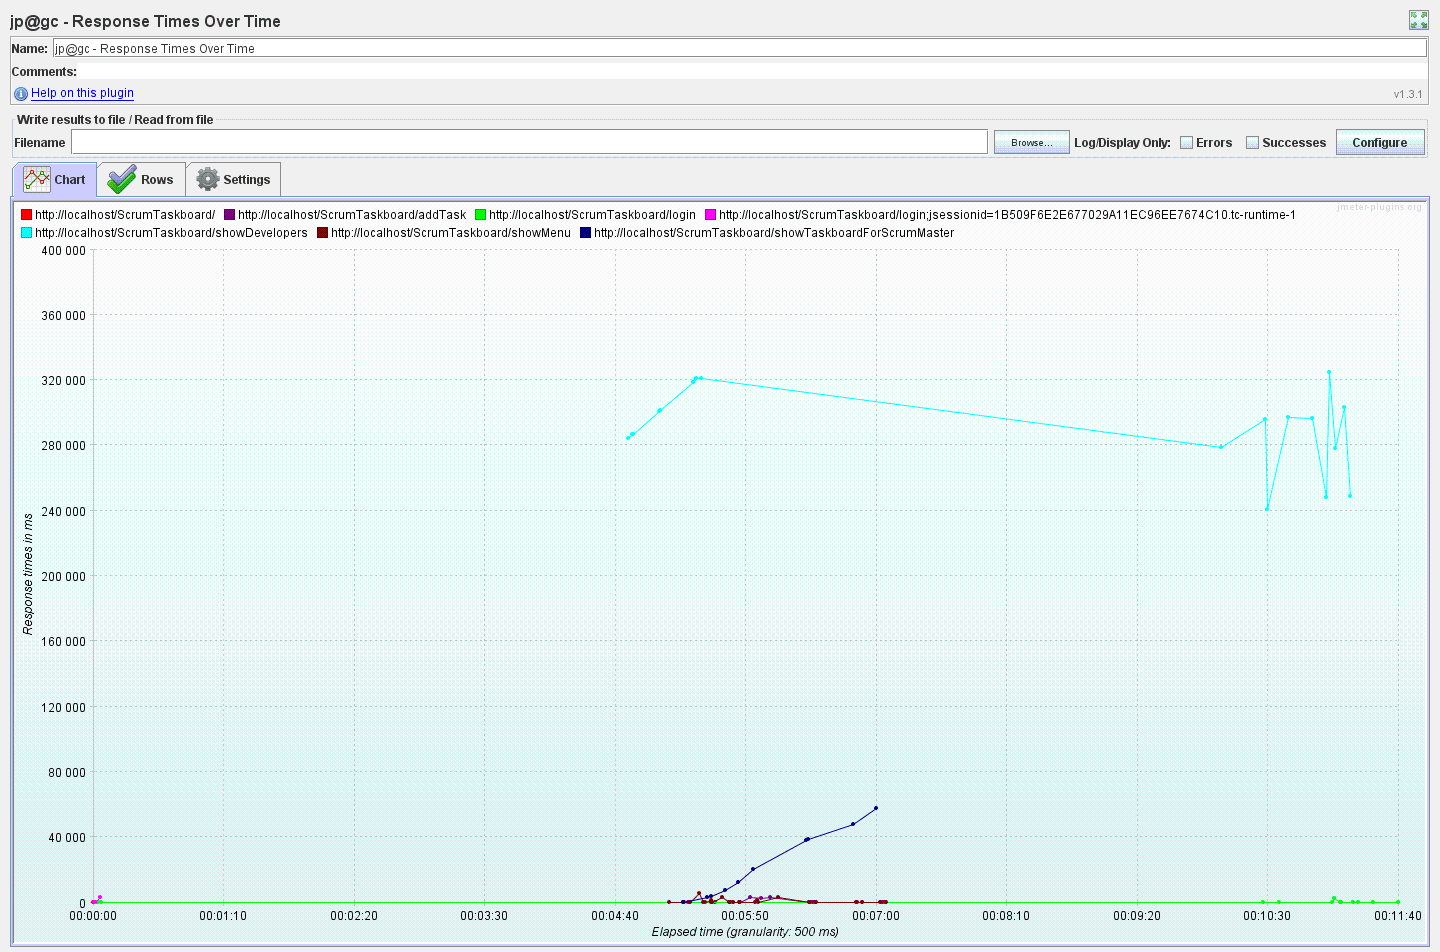 jp@gc - Response Times Over Time
Name: jp@gc - Response Times Over Time
Comments:
Help on this plugin
v1.3.1
Write results to file / Read from file
Filename Browse... Log/Display Only: Errors Successes Configure
Chart Rows Settings
http://localhost/ScrumTaskboard/ http://localhost/ScrumTaskboard/addTask http://localhost/ScrumTaskboard/login http://localhost/ScrumTaskboard/login;jsessionid=1B509F6E2E677029A11EC96EE7674C10.tc-runtime-1
jmeter-plugins.org
http://localhost/ScrumTaskboard/showDevelopers http://localhost/ScrumTaskboard/showMenu http://localhost/ScrumTaskboard/showTaskboardForScrumMaster
400 000
360 000
320 000
280 000
240 000
200 000
160 000
120 000
80 000
40 000
0
Response times in ms
00:00:00 00:01:10 00:02:20 00:03:30 00:04:40 00:05:50 00:07:00 00:08:10 00:09:20 00:10:30 00:11:40
Elapsed time (granularity: 500 ms)